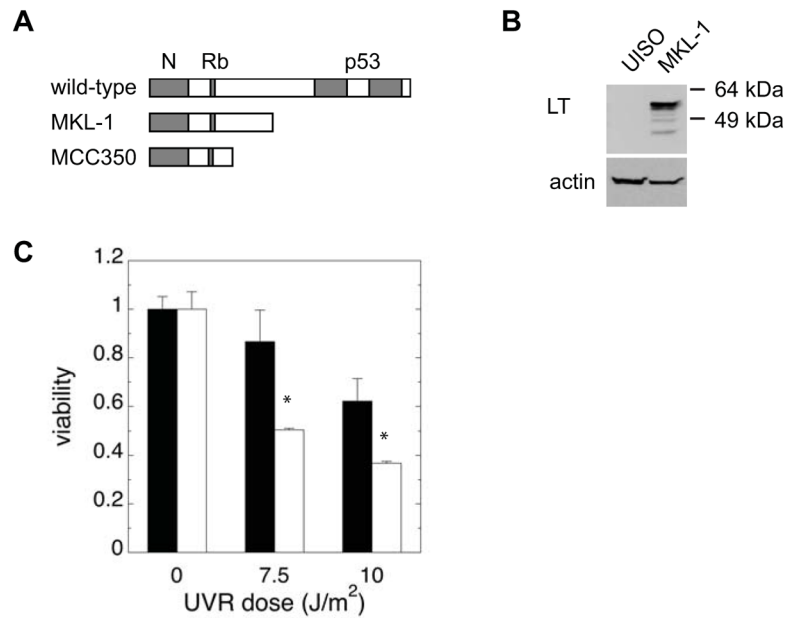 A
N Rb p53
wild-type
MKL-1
MCC350
B
UISO
MKL-1
LT
64 kDa
49 kDa
actin
C
1.2
1
0.8
0.6
0.4
0.2
0
viability
*
*
0 7.5 10
UVR dose (J/m²)